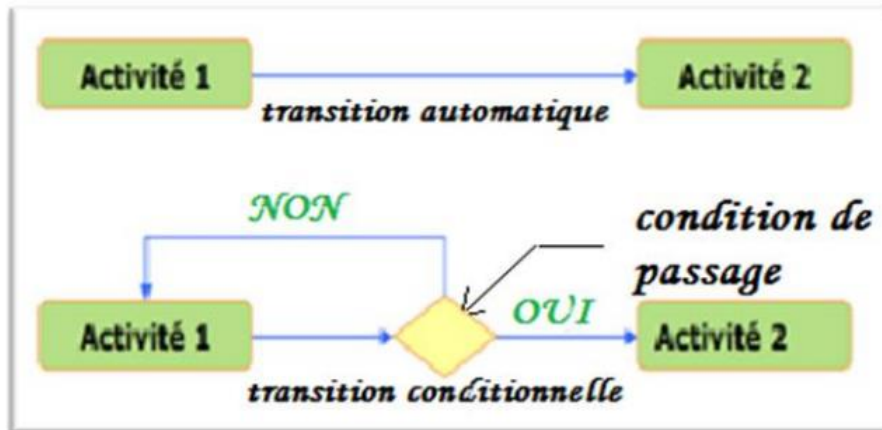 Activité 1
Activité 2
transition automatique
NON
condition de
passage
Activité 1
OUI
Activité 2
transition conditionnelle